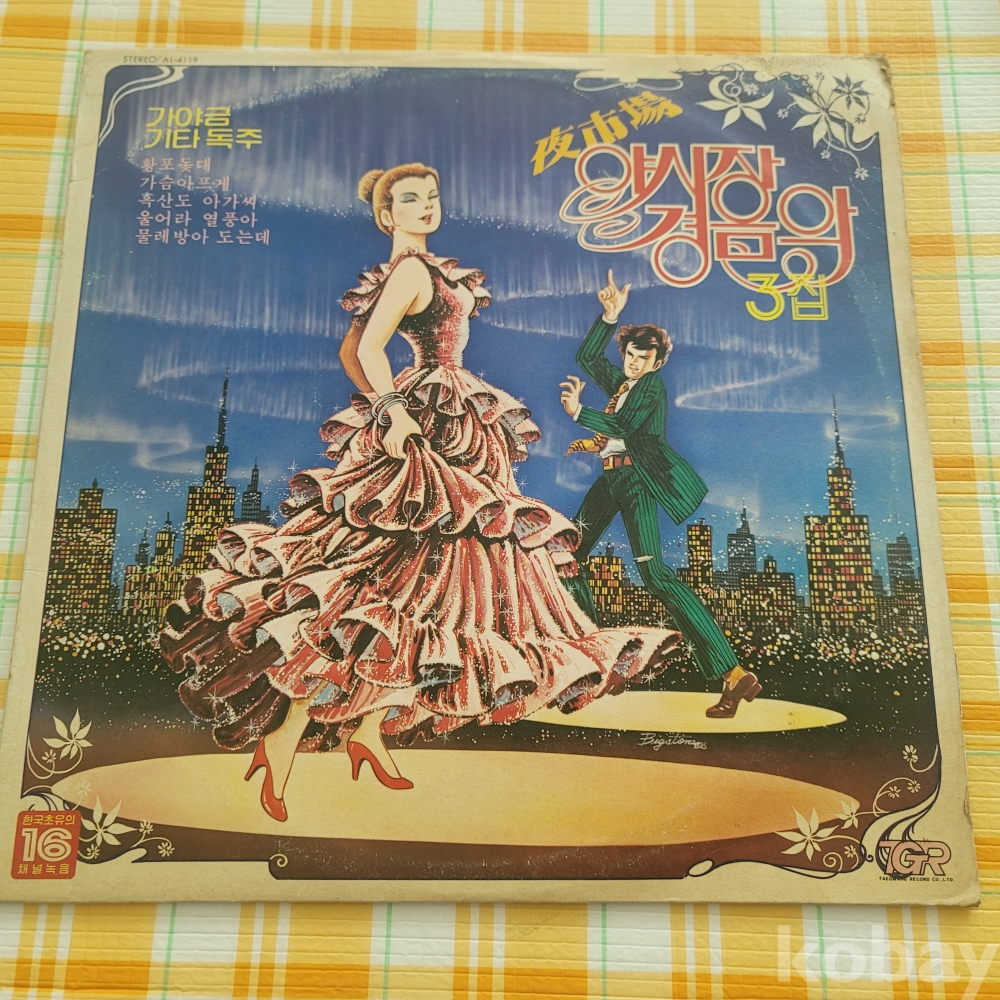 STEREO/AL-4119
가야금
기타 독주
황포돛대
가슴아프게
흑산도 아가씨
울어라 열풍아
물레방아 도는데
夜市場
야시장
경음악
3집
한국초유의
16
채널녹음
TGR
TAEGWANG RECORD CO., LTD.
kobay